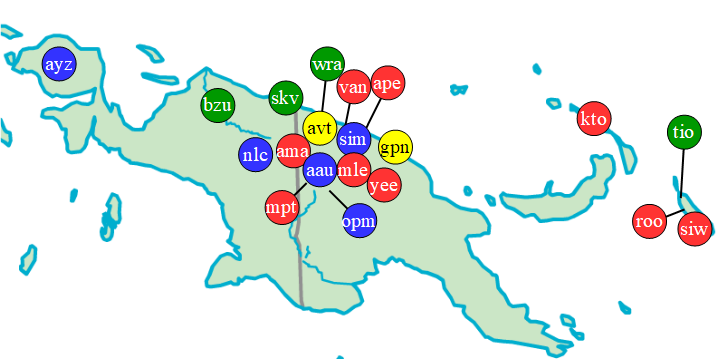 ayz
wra
van
ape
bzu
skv
kto
avt
sim
tio
nlc
ama
gpn
aau
mle
yee
mpt
opm
roo
siw